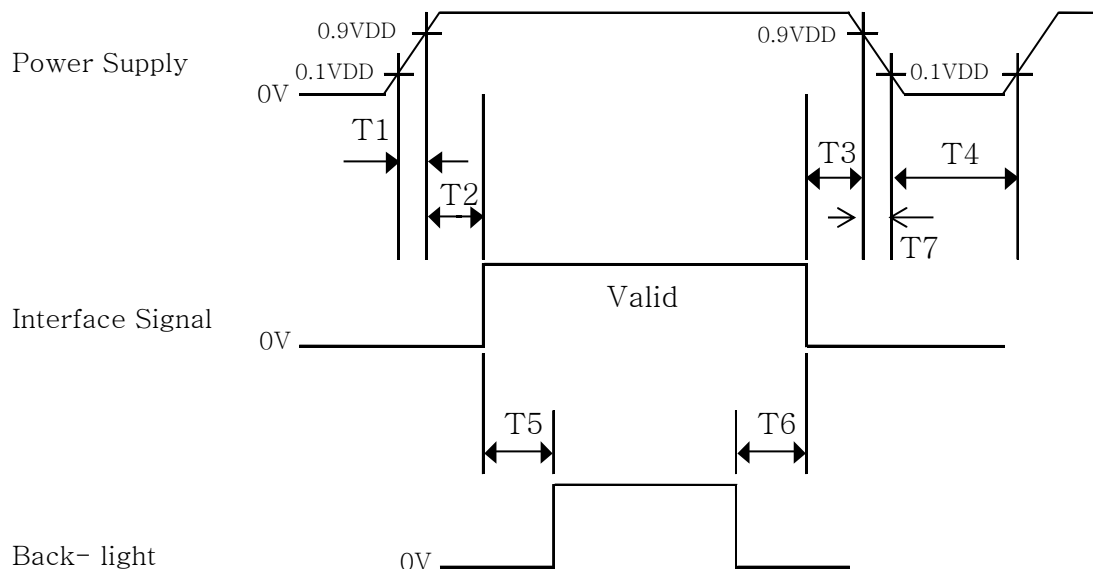 0.9VDD
0.9VDD
Power Supply
0.1VDD
0.1VDD
0V
T1
T3
T4
T2
T7
Valid
Interface Signal
0V
T5
T6
Back- light
0V